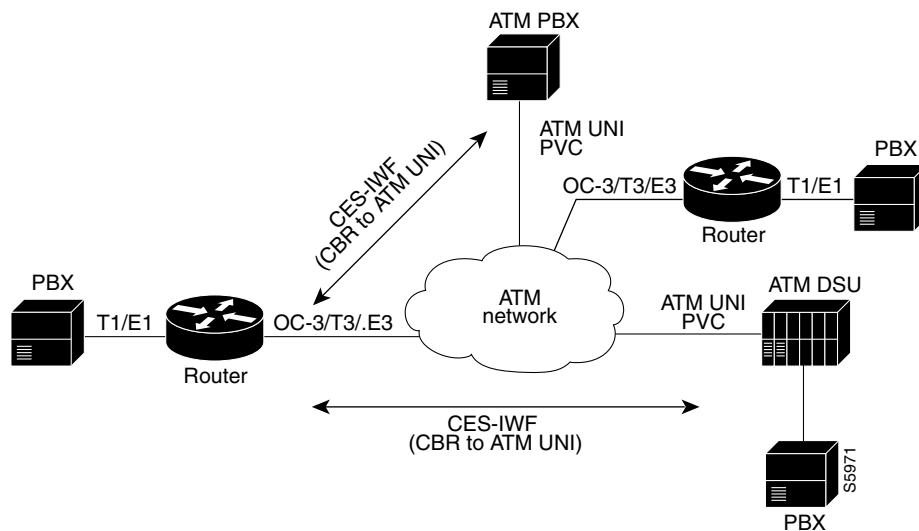 ATM PBX
ATM UNI
PVC
PBX
OC-3/T3/E3
T1/E1
Router
CES-IWF
(CBR to ATM UNI)
PBX
T1/E1
OC-3/T3/.E3
Router
ATM
network
ATM UNI
PVC
ATM DSU
CES-IWF
(CBR to ATM UNI)
S5971
PBX